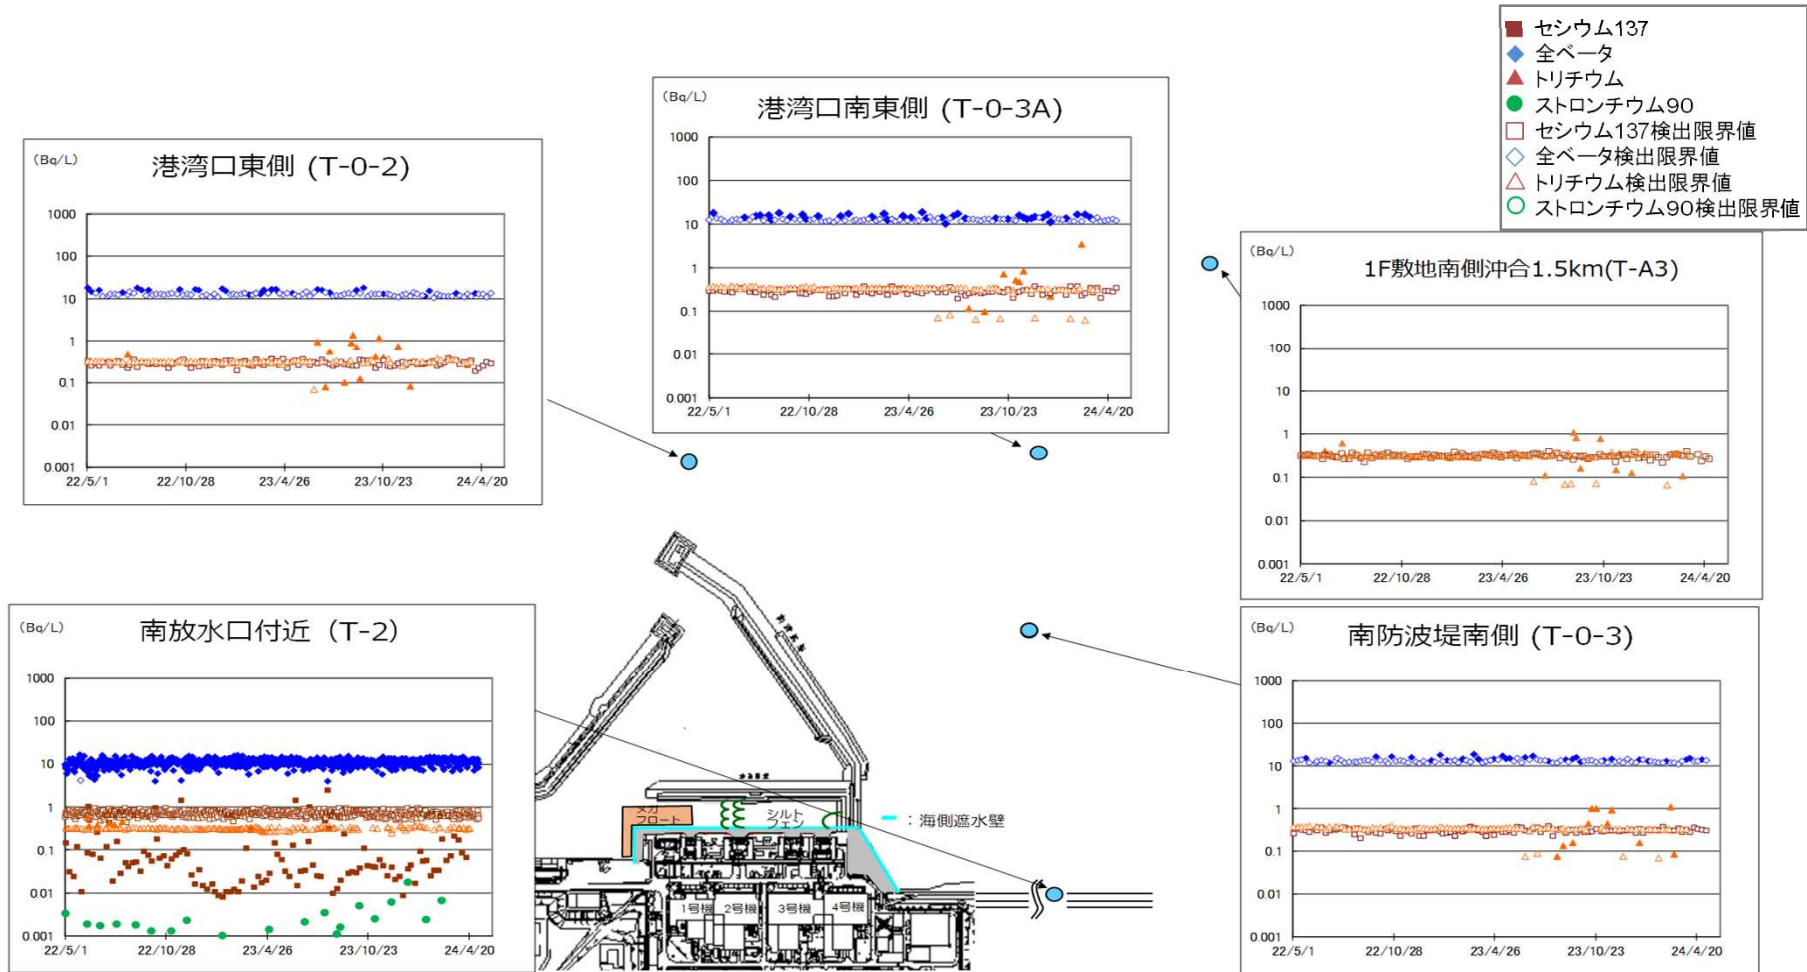 セシウム137
全ベータ
トリチウム
ストロンチウム90
セシウム137検出限界値
全ベータ検出限界値
トリチウム検出限界値
ストロンチウム90検出限界値
(Bq/L)
港湾口南東側 (T-0-3A)
1000
100
10
1
0.1
0.01
0.001
22/5/1 22/10/28 23/4/26 23/10/23 24/4/20
(Bq/L)
港湾口東側 (T-0-2)
1000
100
10
1
0.1
0.01
0.001
22/5/1 22/10/28 23/4/26 23/10/23 24/4/20
(Bq/L)
1F敷地南側沖合1.5km(T-A3)
1000
100
10
1
0.1
0.01
0.001
22/5/1 22/10/28 23/4/26 23/10/23 24/4/20
(Bq/L)
南放水口付近 (T-2)
1000
100
10
1
0.1
0.01
0.001
22/5/1 22/10/28 23/4/26 23/10/23 24/4/20
(Bq/L)
南防波堤南側 (T-0-3)
1000
100
10
1
0.1
0.01
0.001
22/5/1 22/10/28 23/4/26 23/10/23 24/4/20
メガ
フロート
シルト
フェン
:海側遮水壁
1号機 2号機 3号機 4号機